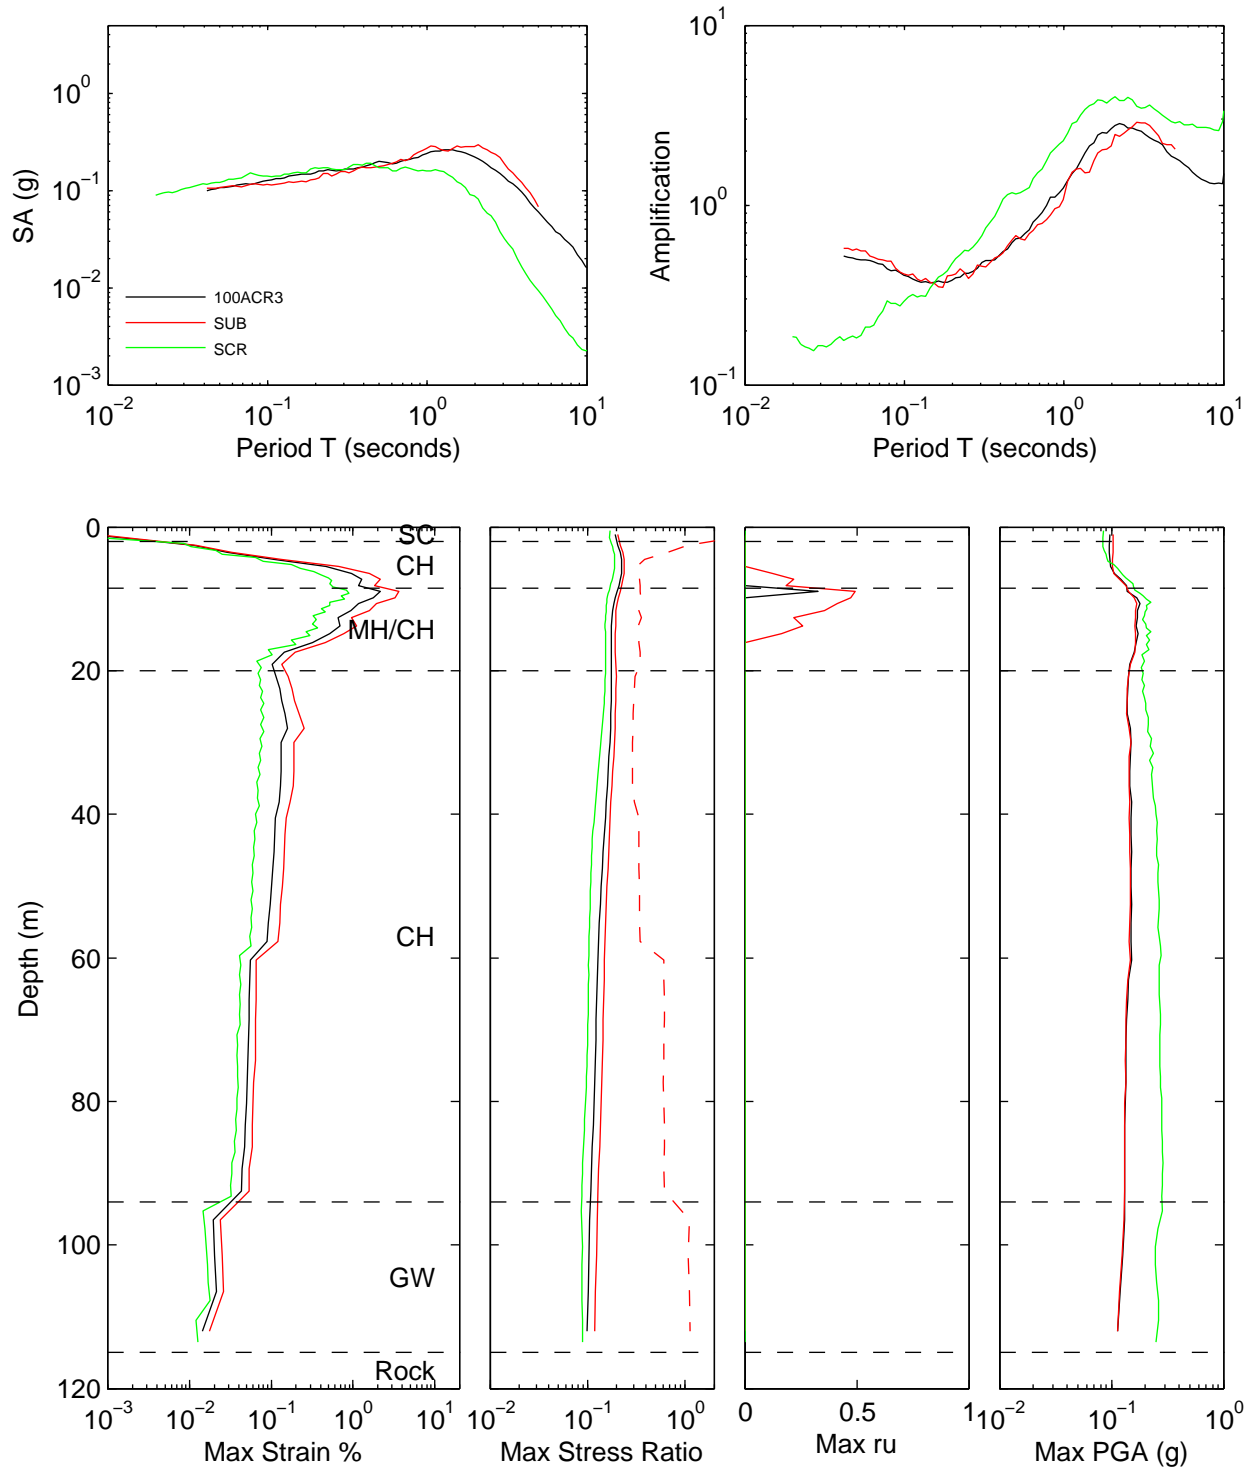 10^1
10^0
10^0
10^−1
10^−2
10^−3
SA (g)
100ACR3
SUB
SCR
10^−2 10^−1 10^0 10^1
Period T (seconds)
10^0
10^−1
Amplification
10^−2 10^−1 10^0 10^1
Period T (seconds)
0
20
40
60
80
100
120
Depth (m)
SC
CH
MH/CH
CH
GW
Rock
10^−3 10^−2 10^−1 10^0 10^1
Max Strain %
10^−1 10^0
Max Stress Ratio
0 0.5 1
Max ru
10^−2 10^−1 10^0
Max PGA (g)